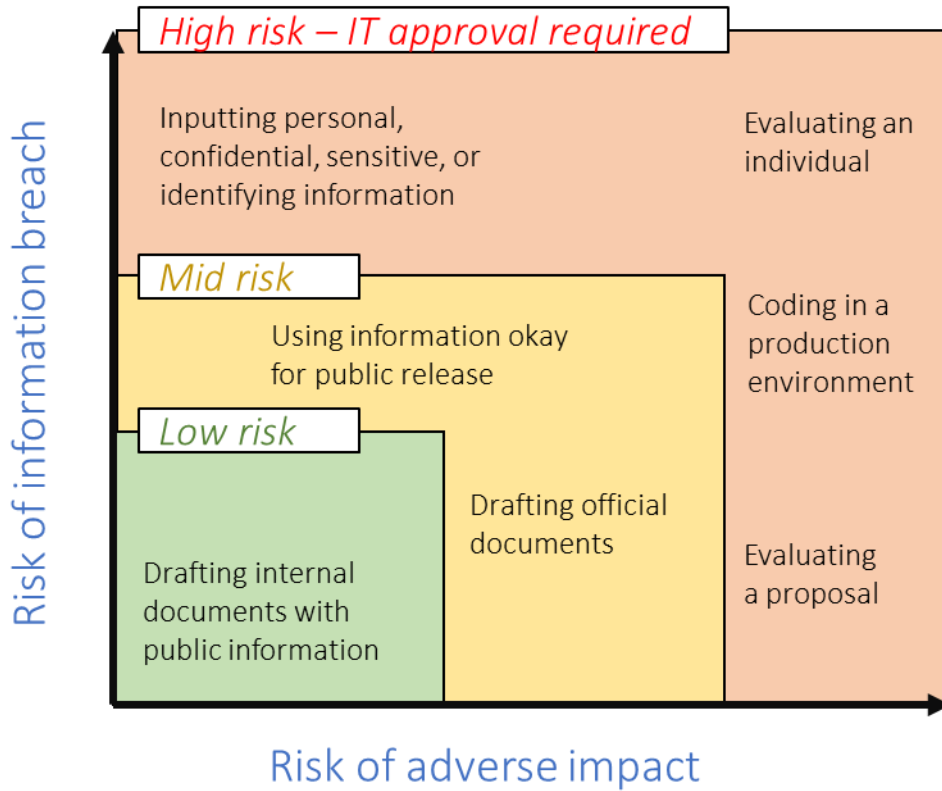 High risk – IT approval required
Inputting personal,
confidential, sensitive, or
identifying information
Evaluating an
individual
Mid risk
Using information okay
for public release
Coding in a
production
environment
Low risk
Drafting internal
documents with
public information
Drafting official
documents
Evaluating
a proposal
Risk of information breach
Risk of adverse impact